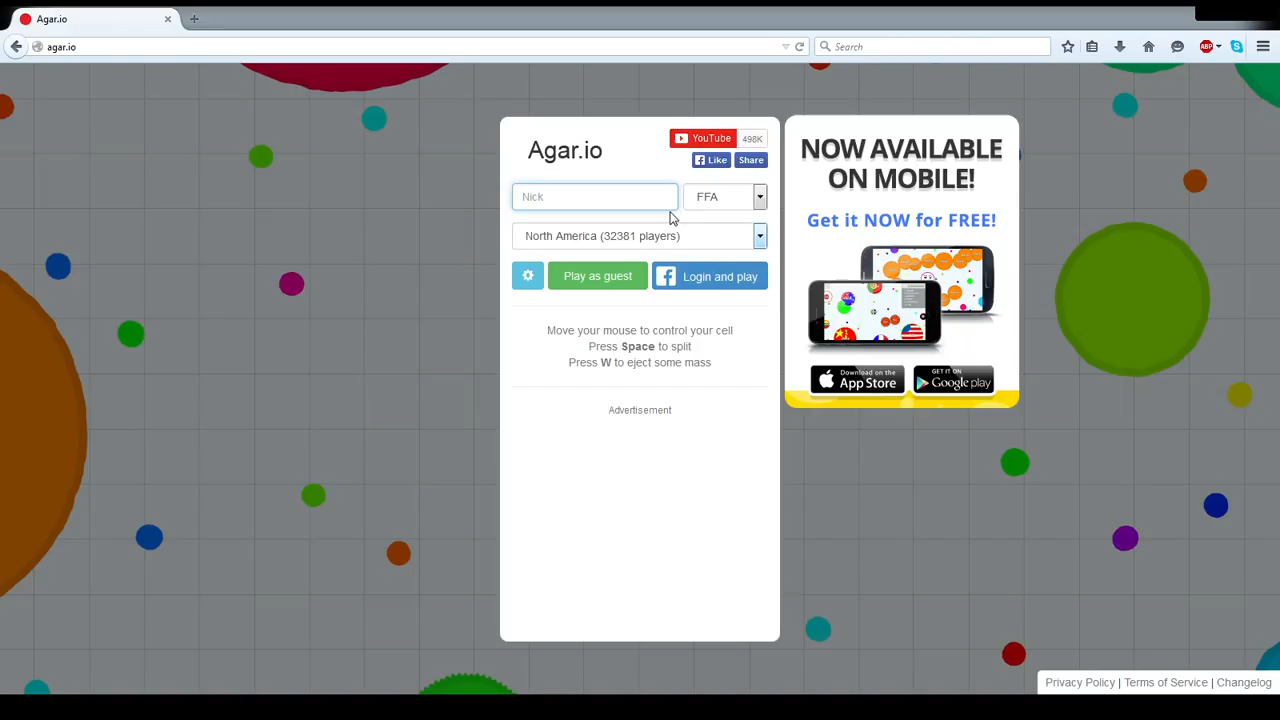 Agar.io
agar.io
Search
ABP
Agar.io
YouTube 498K
Like Share
Nick
FFA
North America (32381 players)
Play as guest
Login and play
Move your mouse to control your cell
Press Space to split
Press W to eject some mass
Advertisement
NOW AVAILABLE
ON MOBILE!
Get it NOW for FREE!
Download on the
App Store
GET IT ON
Google play
Privacy Policy | Terms of Service | Changelog